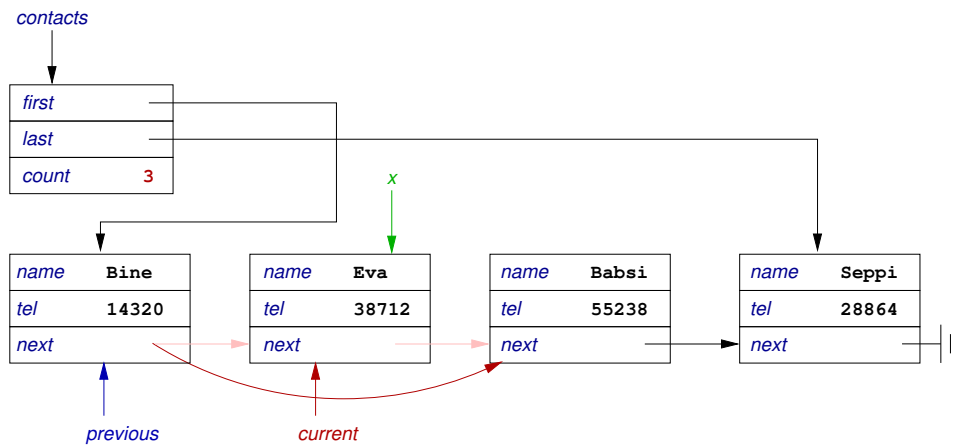 contacts
first
last
count 3
x
name Bine name Eva name Babsi name Seppi
tel 14320 tel 38712 tel 55238 tel 28864
next next next next
previous current